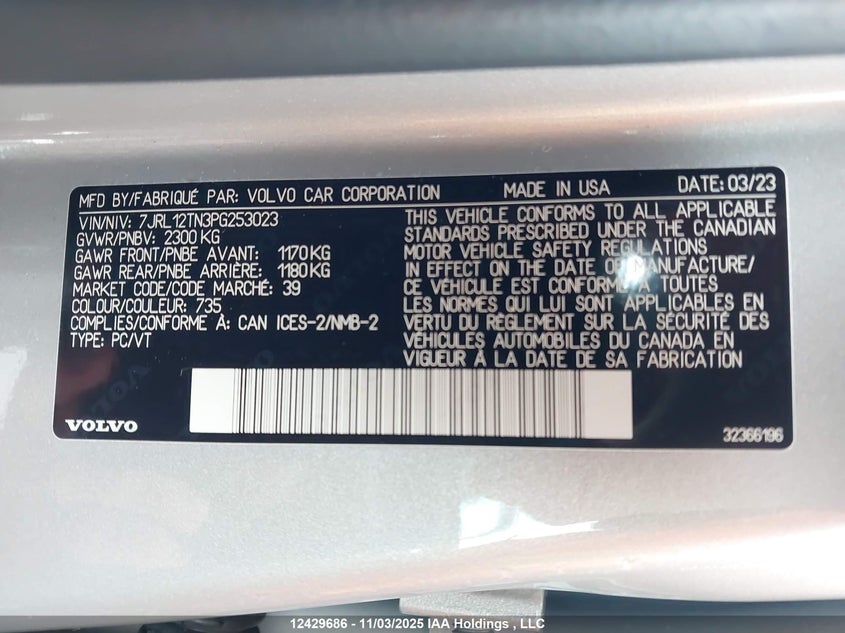 MFD BY/FABRIQUÉ PAR: VOLVO CAR CORPORATION MADE IN USA DATE: 03/23
VIN/NIV: 7JRL12TN3PG253023
GVWR/PNBV: 2300 KG
GAWR FRONT/PNBE AVANT: 1170 KG
GAWR REAR/PNBE ARRIÈRE: 1180 KG
MARKET CODE/CODE MARCHÉ: 39
COLOUR/COULEUR: 735
COMPLIES/CONFORME À: CAN ICES-2/NMB-2
TYPE: PC/VT
THIS VEHICLE CONFORMS TO ALL APPLICABLE
STANDARDS PRESCRIBED UNDER THE CANADIAN
MOTOR VEHICLE SAFETY REGULATIONS
IN EFFECT ON THE DATE OF MANUFACTURE/
CE VÉHICULE EST CONFORME À TOUTES
LES NORMES QUI LUI SONT APPLICABLES EN
VERTU DU RÈGLEMENT SUR LA SÉCURITÉ DES
VÉHICULES AUTOMOBILES DU CANADA EN
VIGUEUR À LA DATE DE SA FABRICATION
VOLVO
32366196
12429686 - 11/03/2025 IAA Holdings , LLC